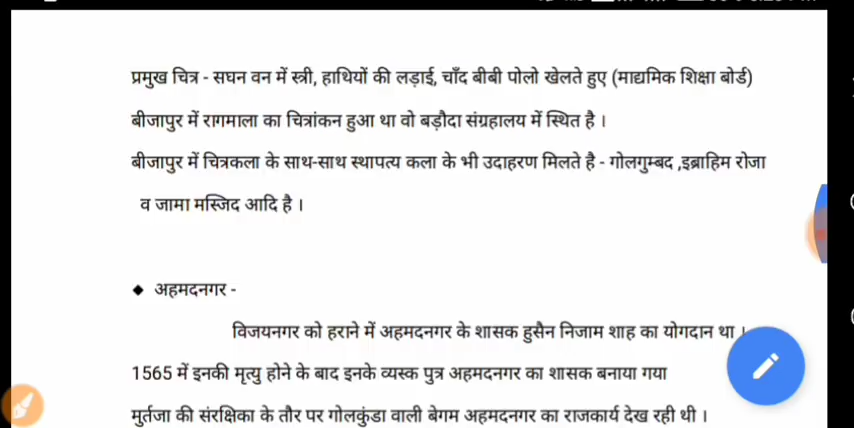 प्रमुख चित्र - सघन वन में स्त्री, हाथियों की लड़ाई, चाँद बीबी पोलो खेलते हुए (माद्यमिक शिक्षा बोर्ड)
बीजापुर में रागमाला का चित्रांकन हुआ था वो बड़ौदा संग्रहालय में स्थित है ।
बीजापुर में चित्रकला के साथ-साथ स्थापत्य कला के भी उदाहरण मिलते है - गोलगुम्बद ,इब्राहिम रोजा
व जामा मस्जिद आदि है ।
◆ अहमदनगर -
विजयनगर को हराने में अहमदनगर के शासक हुसैन निजाम शाह का योगदान था ।
1565 में इनकी मृत्यु होने के बाद इनके व्यस्क पुत्र अहमदनगर का शासक बनाया गया
मुर्तजा की संरक्षिका के तौर पर गोलकुंडा वाली बेगम अहमदनगर का राजकार्य देख रही थी ।